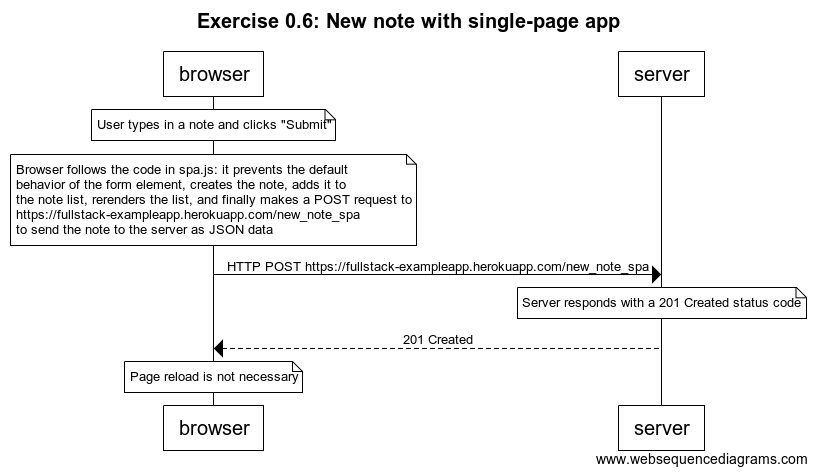 Exercise 0.6: New note with single-page app
browser
server
User types in a note and clicks "Submit"
Browser follows the code in spa.js: it prevents the default
behavior of the form element, creates the note, adds it to
the note list, rerenders the list, and finally makes a POST request to
https://fullstack-exampleapp.herokuapp.com/new_note_spa
to send the note to the server as JSON data
HTTP POST https://fullstack-exampleapp.herokuapp.com/new_note_spa
Server responds with a 201 Created status code
201 Created
Page reload is not necessary
browser
server
www.websequencediagrams.com